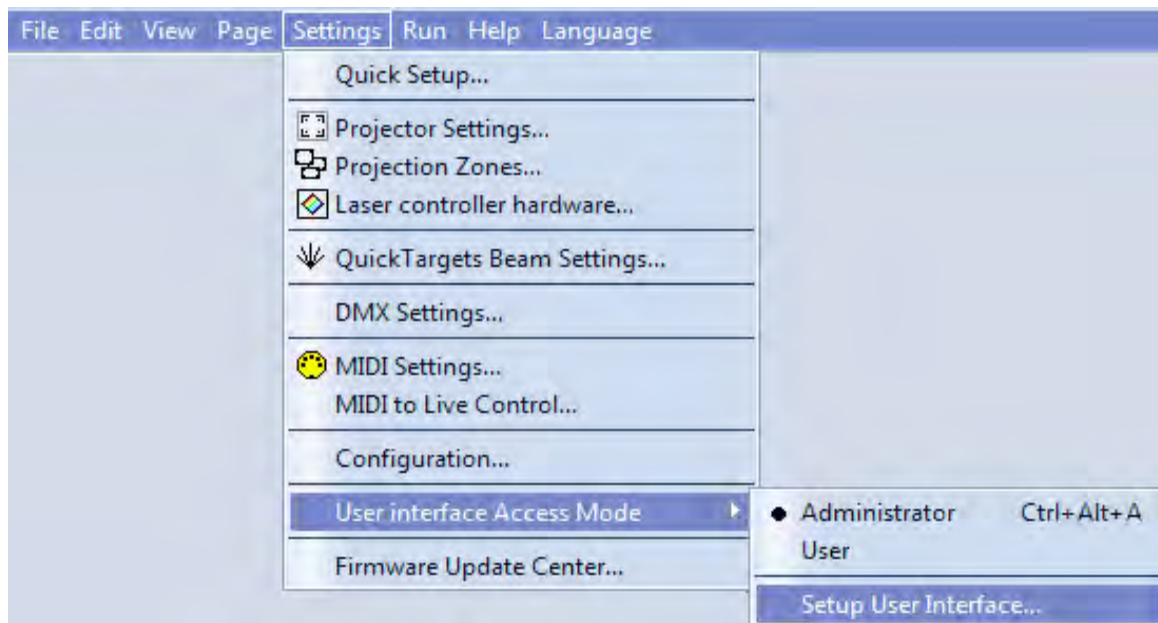 File Edit View Page Settings Run Help Language
Quick Setup...
Projector Settings...
Projection Zones...
Laser controller hardware...
QuickTargets Beam Settings...
DMX Settings...
MIDI Settings...
MIDI to Live Control...
Configuration...
User interface Access Mode
Administrator Ctrl+Alt+A
User
Firmware Update Center...
Setup User Interface...